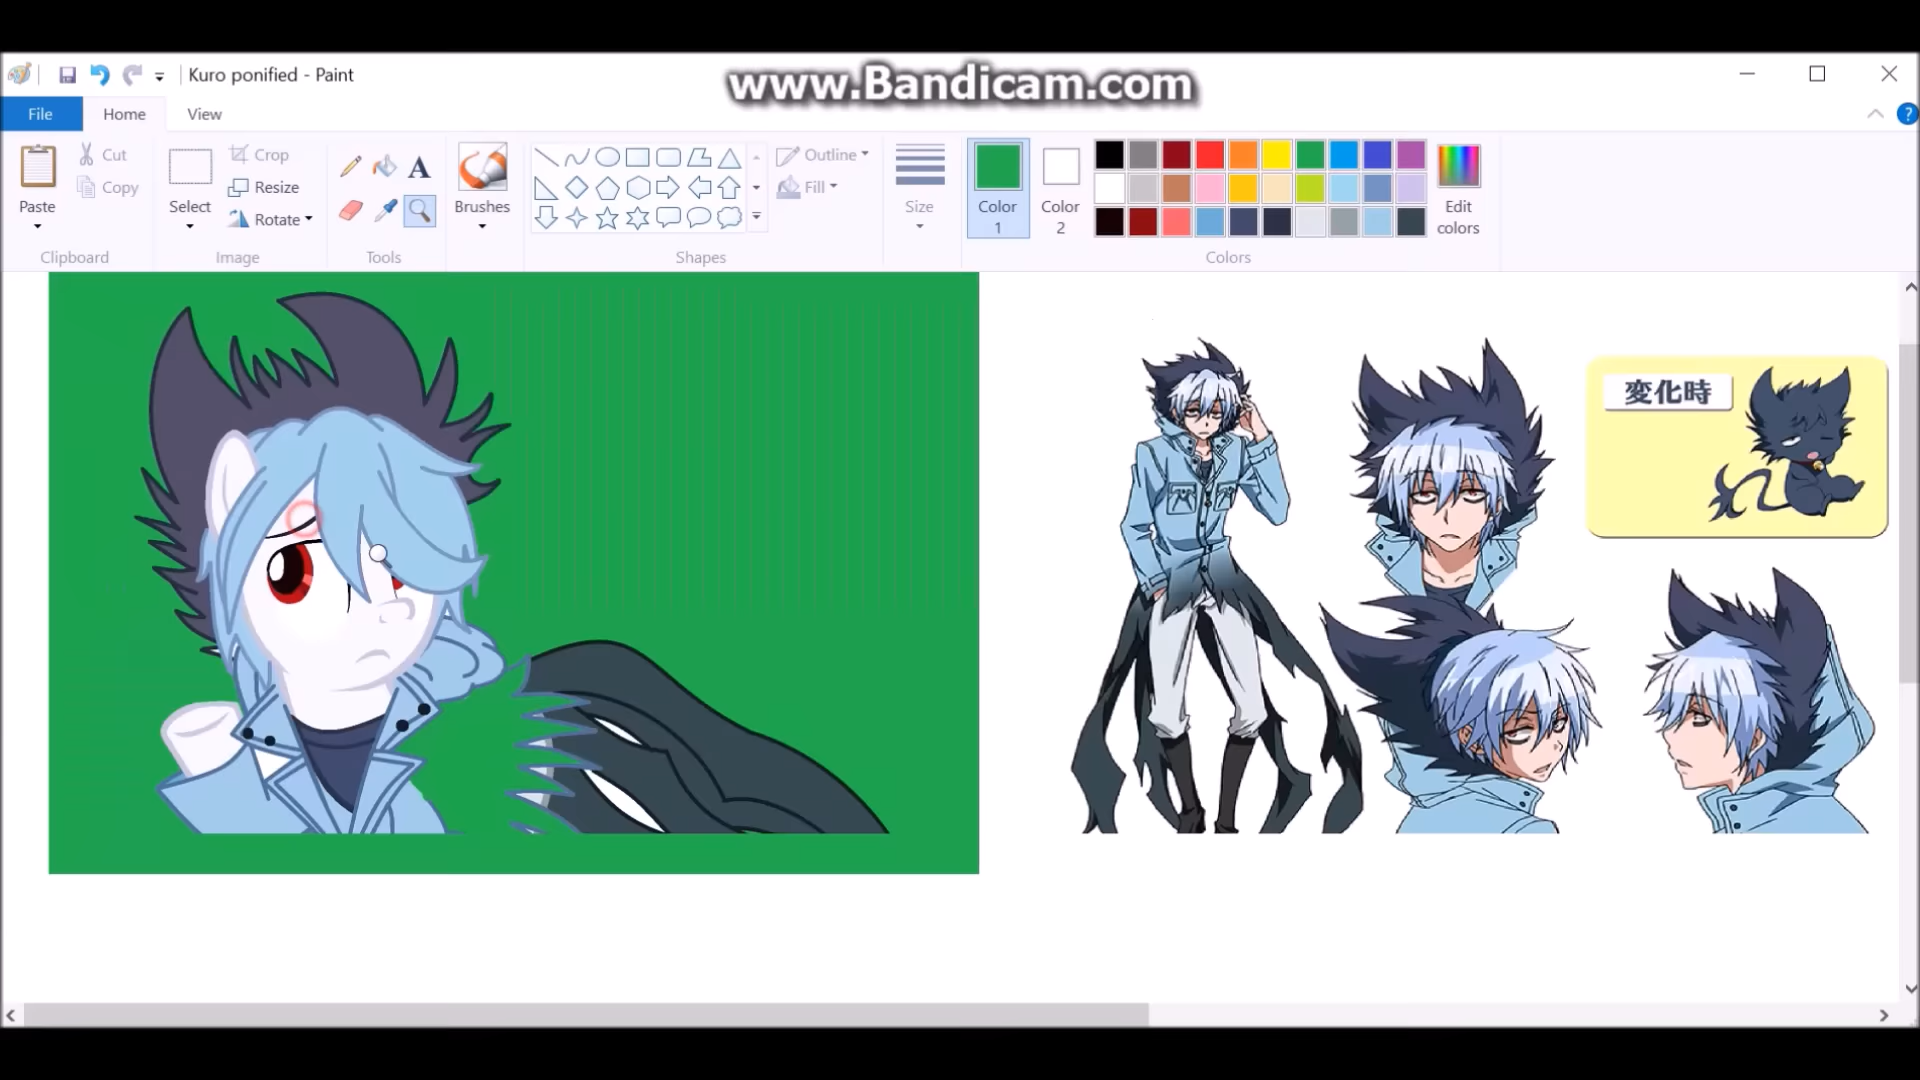 Kuro ponified - Paint
www.Bandicam.com
File
Home
View
Paste
Cut
Copy
Clipboard
Select
Crop
Resize
Rotate
Image
A
Tools
Brushes
Shapes
Outline
Fill
Size
Color
1
Color
2
Edit
colors
Colors
?
変化時